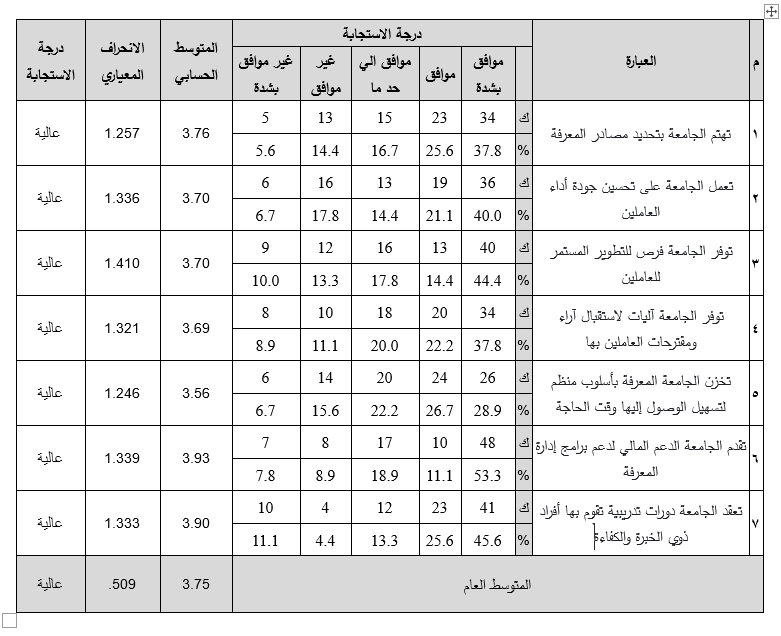 م العبارة درجة الاستجابة المتوسط الحسابي الانحراف المعياري درجة الاستجابة
موافق بشدة موافق موافق الي حد ما غير موافق غير موافق بشدة
١ تهتم الجامعة بتحديد مصادر المعرفة ك 34 23 15 13 5 3.76 1.257 عالية
% 37.8 25.6 16.7 14.4 5.6
٢ تعمل الجامعة على تحسين جودة أداء العاملين ك 36 19 13 16 6 3.70 1.336 عالية
% 40.0 21.1 14.4 17.8 6.7
٣ توفر الجامعة فرص للتطوير المستمر للعاملين ك 40 13 16 12 9 3.70 1.410 عالية
% 44.4 14.4 17.8 13.3 10.0
٤ توفر الجامعة آليات لاستقبال آراء ومقترحات العاملين بها ك 34 20 18 10 8 3.69 1.321 عالية
% 37.8 22.2 20.0 11.1 8.9
٥ تخزن الجامعة المعرفة بأسلوب منظم لتسهيل الوصول إليها وقت الحاجة ك 26 24 20 14 6 3.56 1.246 عالية
% 28.9 26.7 22.2 15.6 6.7
٦ تقدم الجامعة الدعم المالي لدعم برامج إدارة المعرفة ك 48 10 17 8 7 3.93 1.339 عالية
% 53.3 11.1 18.9 8.9 7.8
٧ تعقد الجامعة دورات تدريبية تقوم بها أفراد ذوي الخبرة والكفاءة ك 41 23 12 4 10 3.90 1.333 عالية
% 45.6 25.6 13.3 4.4 11.1
المتوسط العام 3.75 .509 عالية